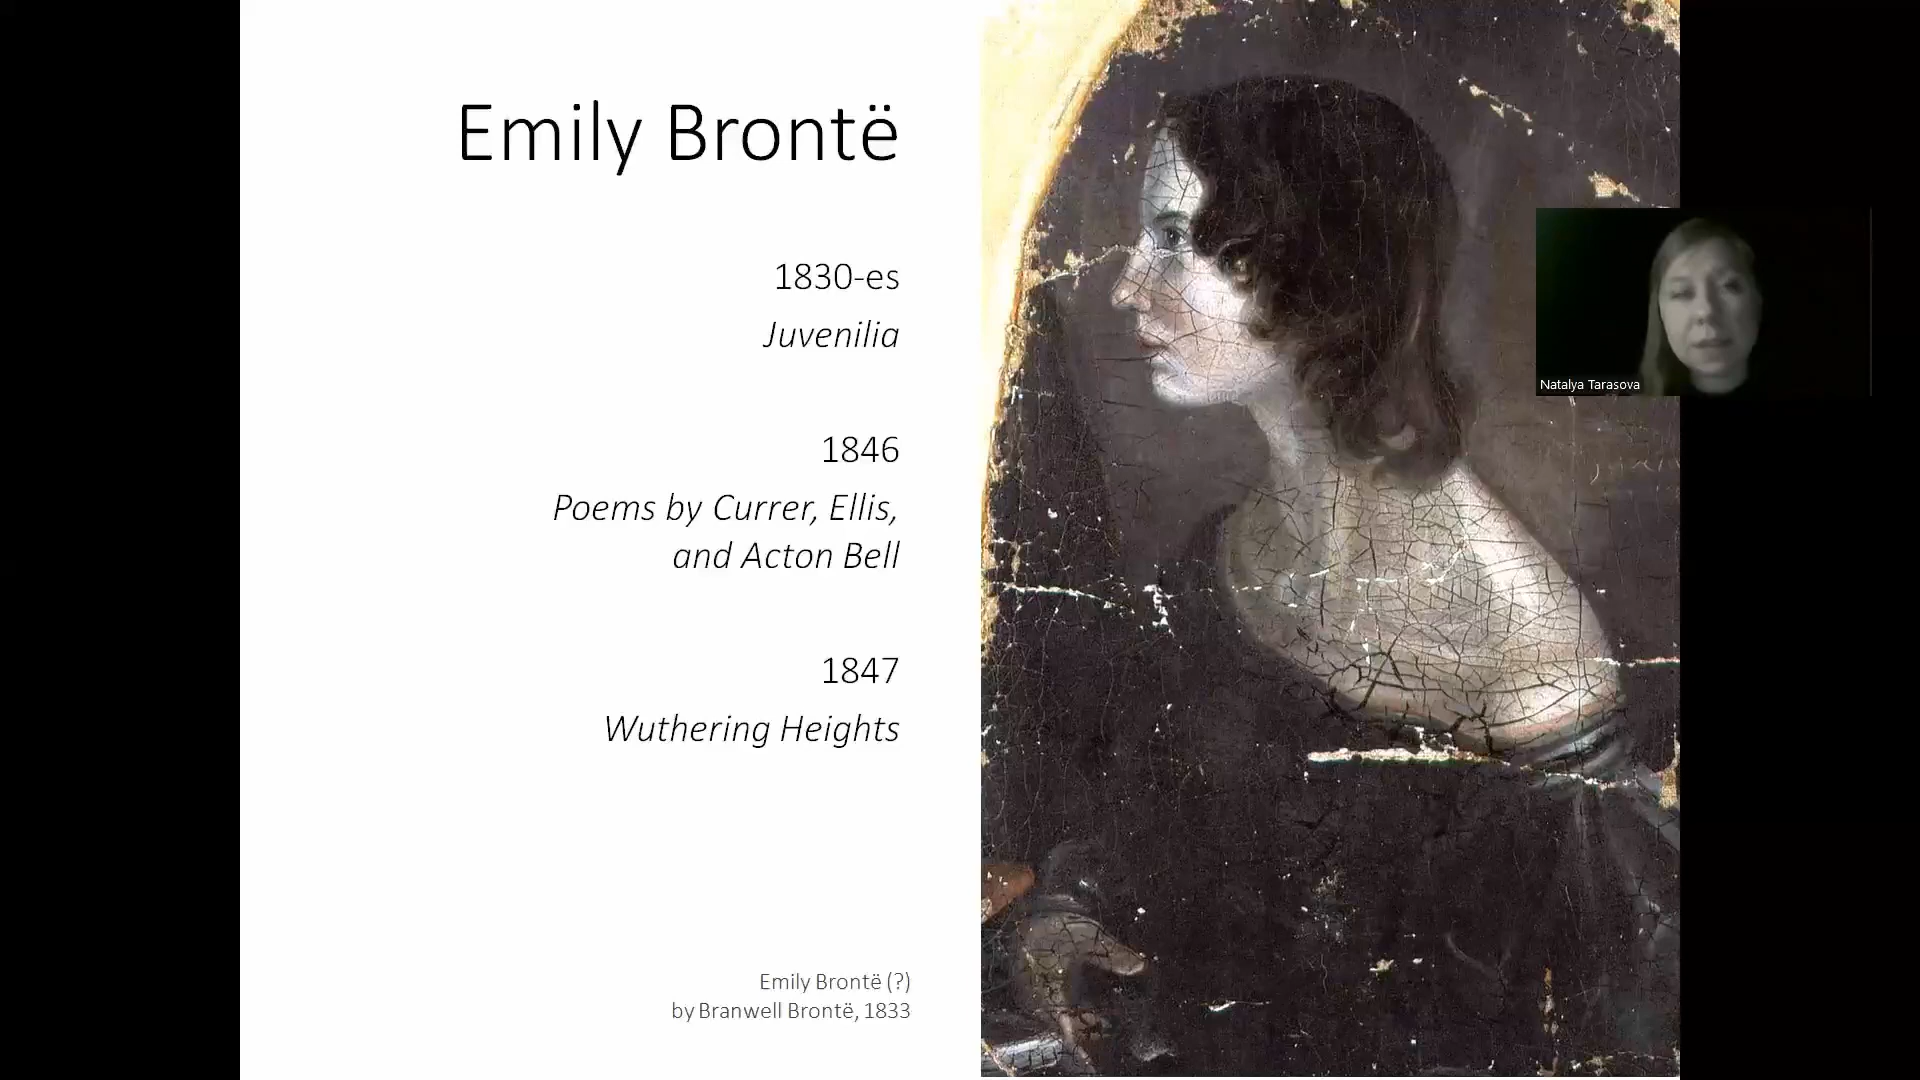 Emily Brontë
1830-es
Juvenilia
1846
Poems by Currer, Ellis,
and Acton Bell
1847
Wuthering Heights
Emily Brontë (?)
by Branwell Brontë, 1833
Natalya Tarasova